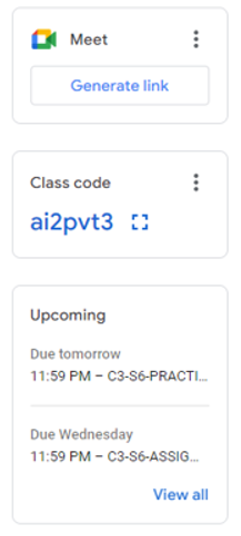 Meet
Generate link
Class code
ai2pvt3
Upcoming
Due tomorrow
11:59 PM – C3-S6-PRACTI...
Due Wednesday
11:59 PM – C3-S6-ASSIG...
View all